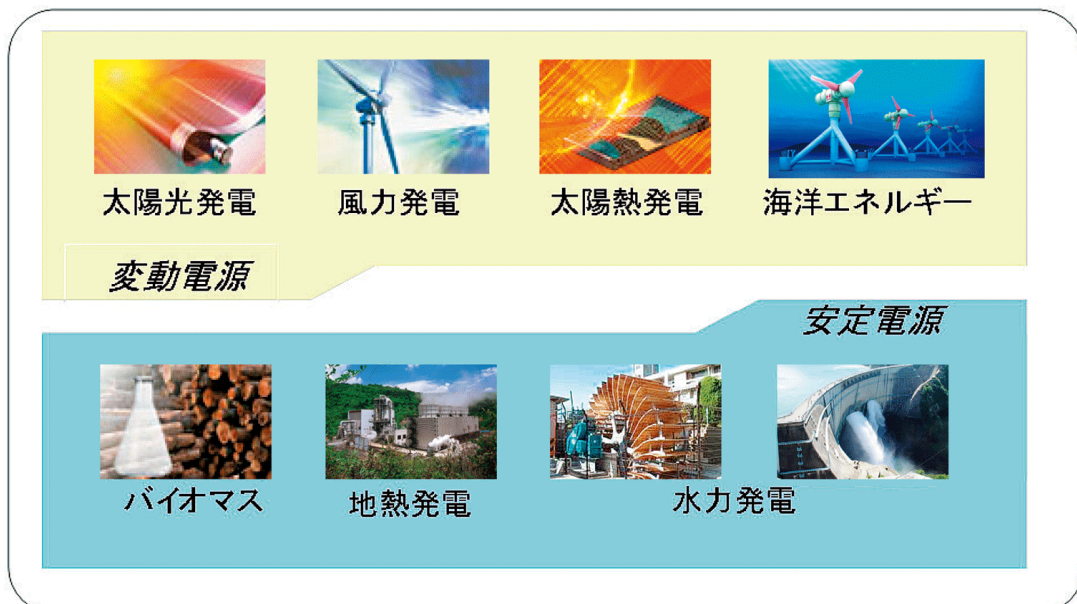 太陽光発電
風力発電
太陽熱発電
海洋エネルギー
変動電源
安定電源
バイオマス
地熱発電
水力発電